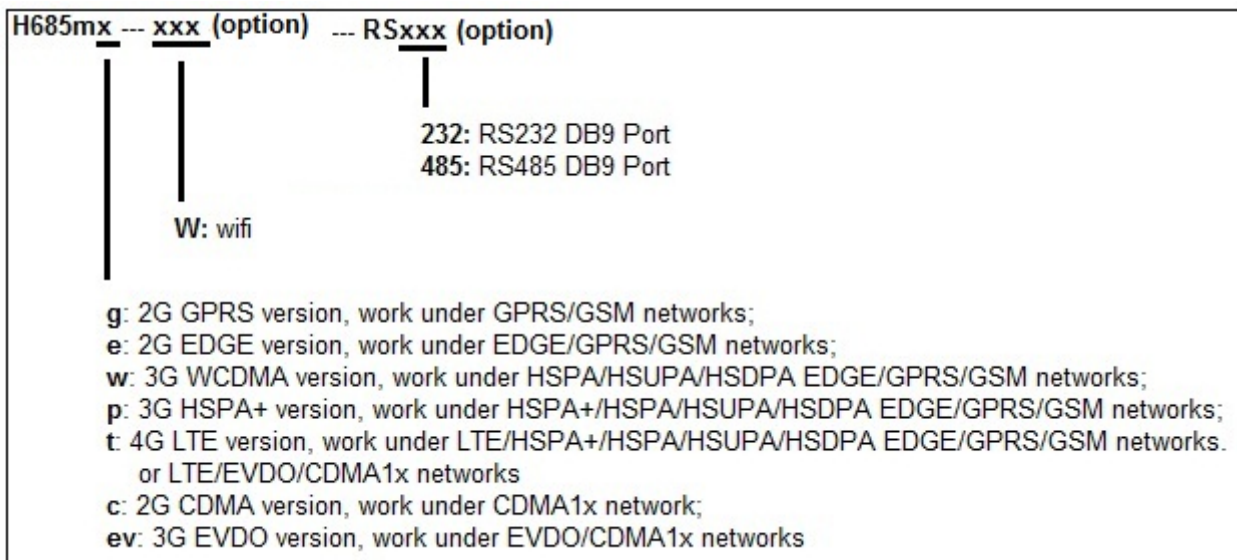 H685mx --- xxx (option) --- RSxxx (option)
232: RS232 DB9 Port
485: RS485 DB9 Port
W: wifi
g: 2G GPRS version, work under GPRS/GSM networks;
e: 2G EDGE version, work under EDGE/GPRS/GSM networks;
w: 3G WCDMA version, work under HSPA/HSUPA/HSDPA EDGE/GPRS/GSM networks;
p: 3G HSPA+ version, work under HSPA+/HSPA/HSUPA/HSDPA EDGE/GPRS/GSM networks;
t: 4G LTE version, work under LTE/HSPA+/HSPA/HSUPA/HSDPA EDGE/GPRS/GSM networks.
or LTE/EVDO/CDMA1x networks
c: 2G CDMA version, work under CDMA1x network;
ev: 3G EVDO version, work under EVDO/CDMA1x networks